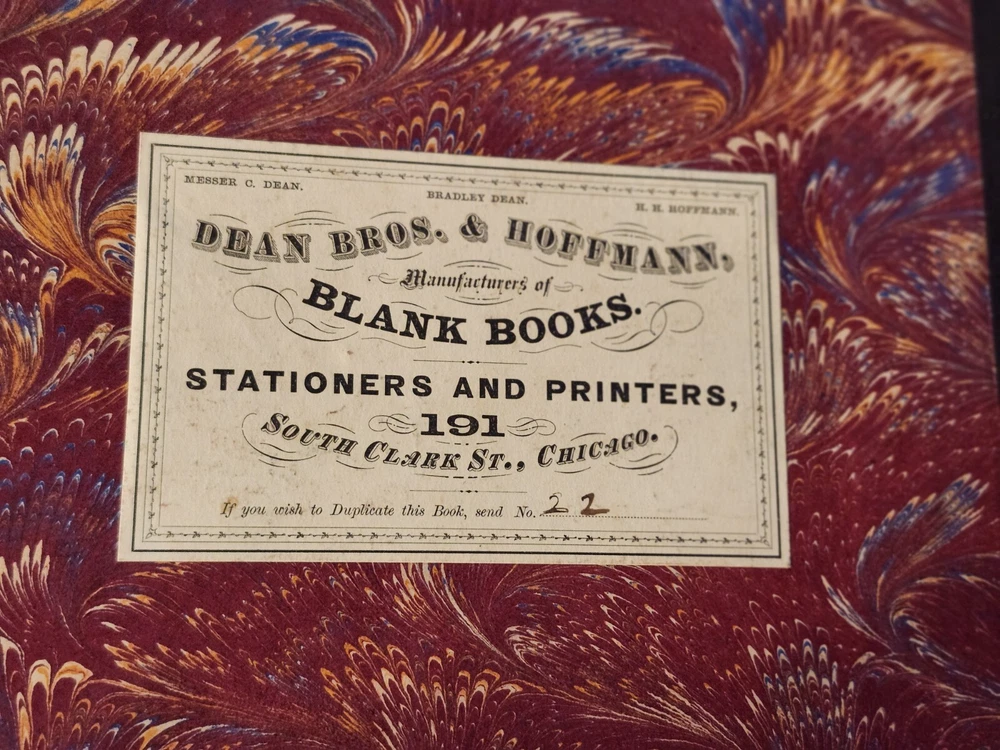 MESSER C. DEAN. BRADLEY DEAN. H. H. HOFFMANN.
DEAN BROS. & HOFFMANN,
Manufacturers of
BLANK BOOKS.
STATIONERS AND PRINTERS,
191
SOUTH CLARK ST., CHICAGO.
If you wish to Duplicate this Book, send No. 22